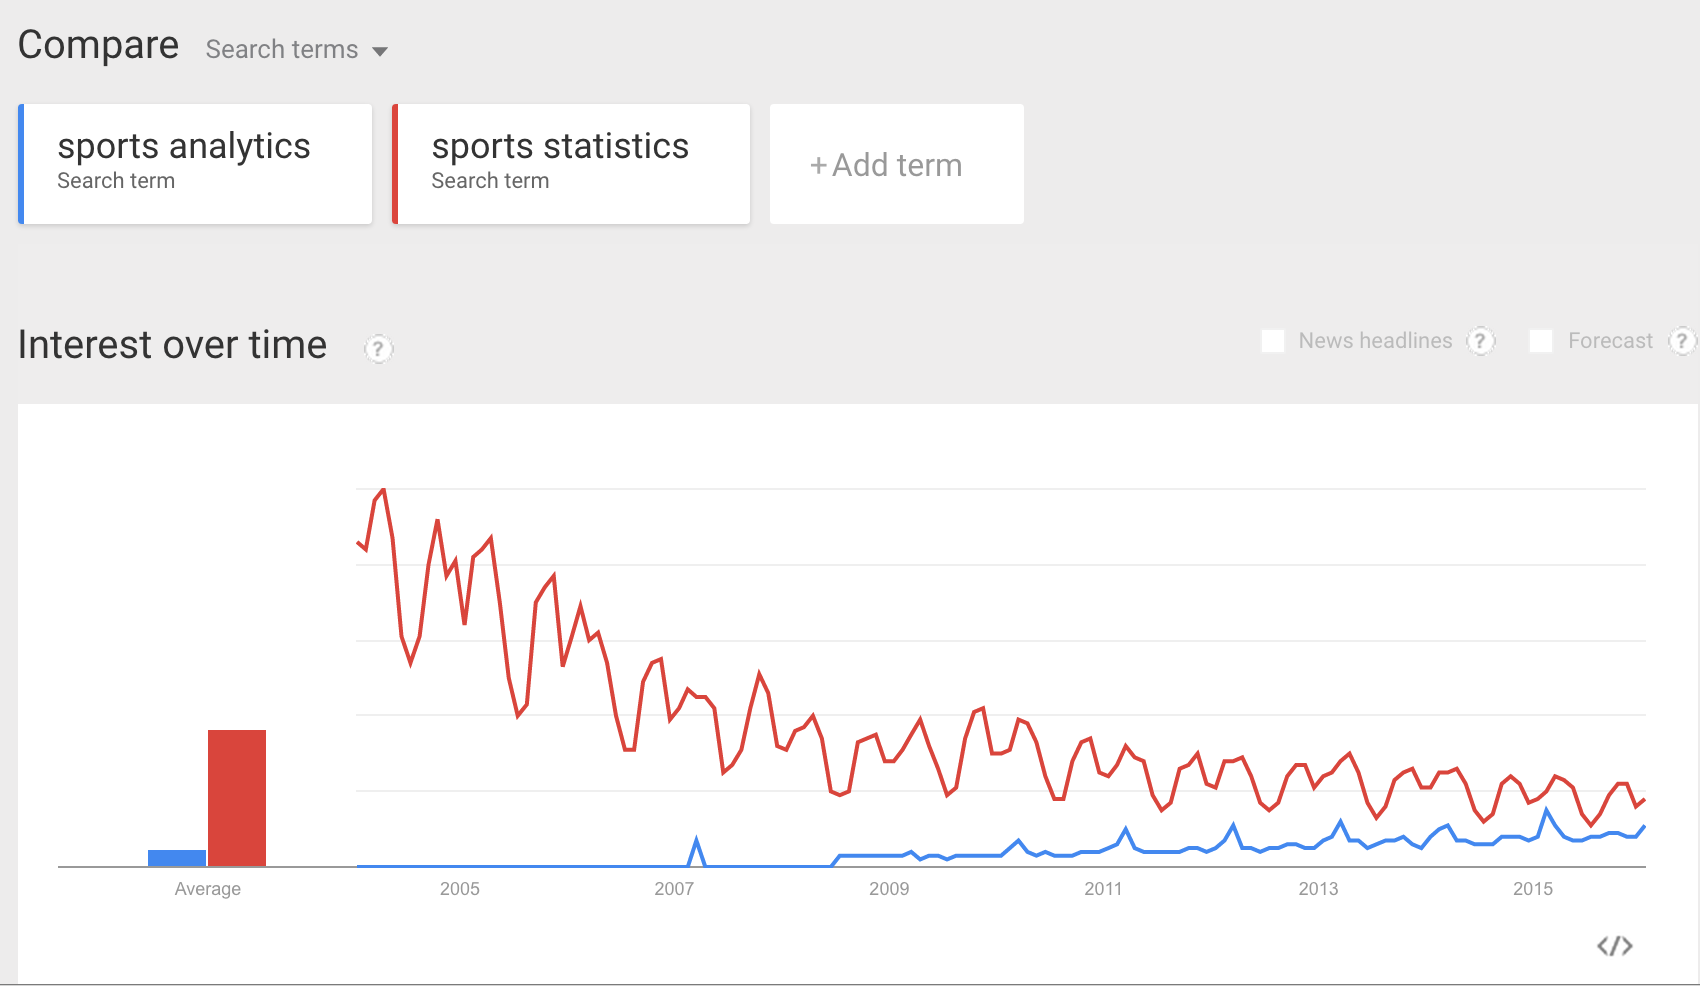 Compare Search terms
sports analytics
Search term
sports statistics
Search term
+Add term
Interest over time ?
News headlines ? Forecast ?
Average 2005 2007 2009 2011 2013 2015
</>